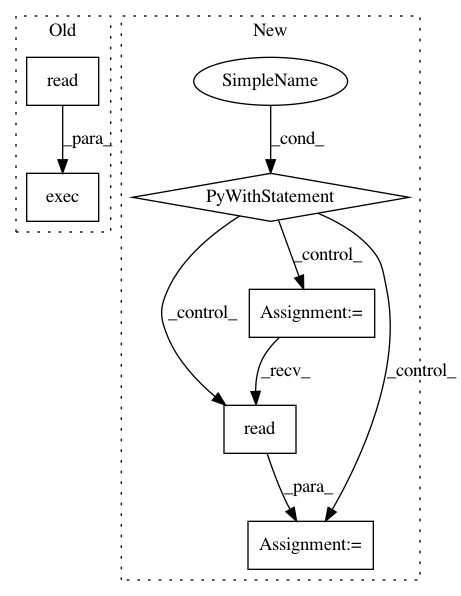 Old
New
read
SimpleName
_para_
_cond_
exec
PyWithStatement
_control_
_control_
Assignment:=
_control_
_recv_
read
_para_
Assignment:=